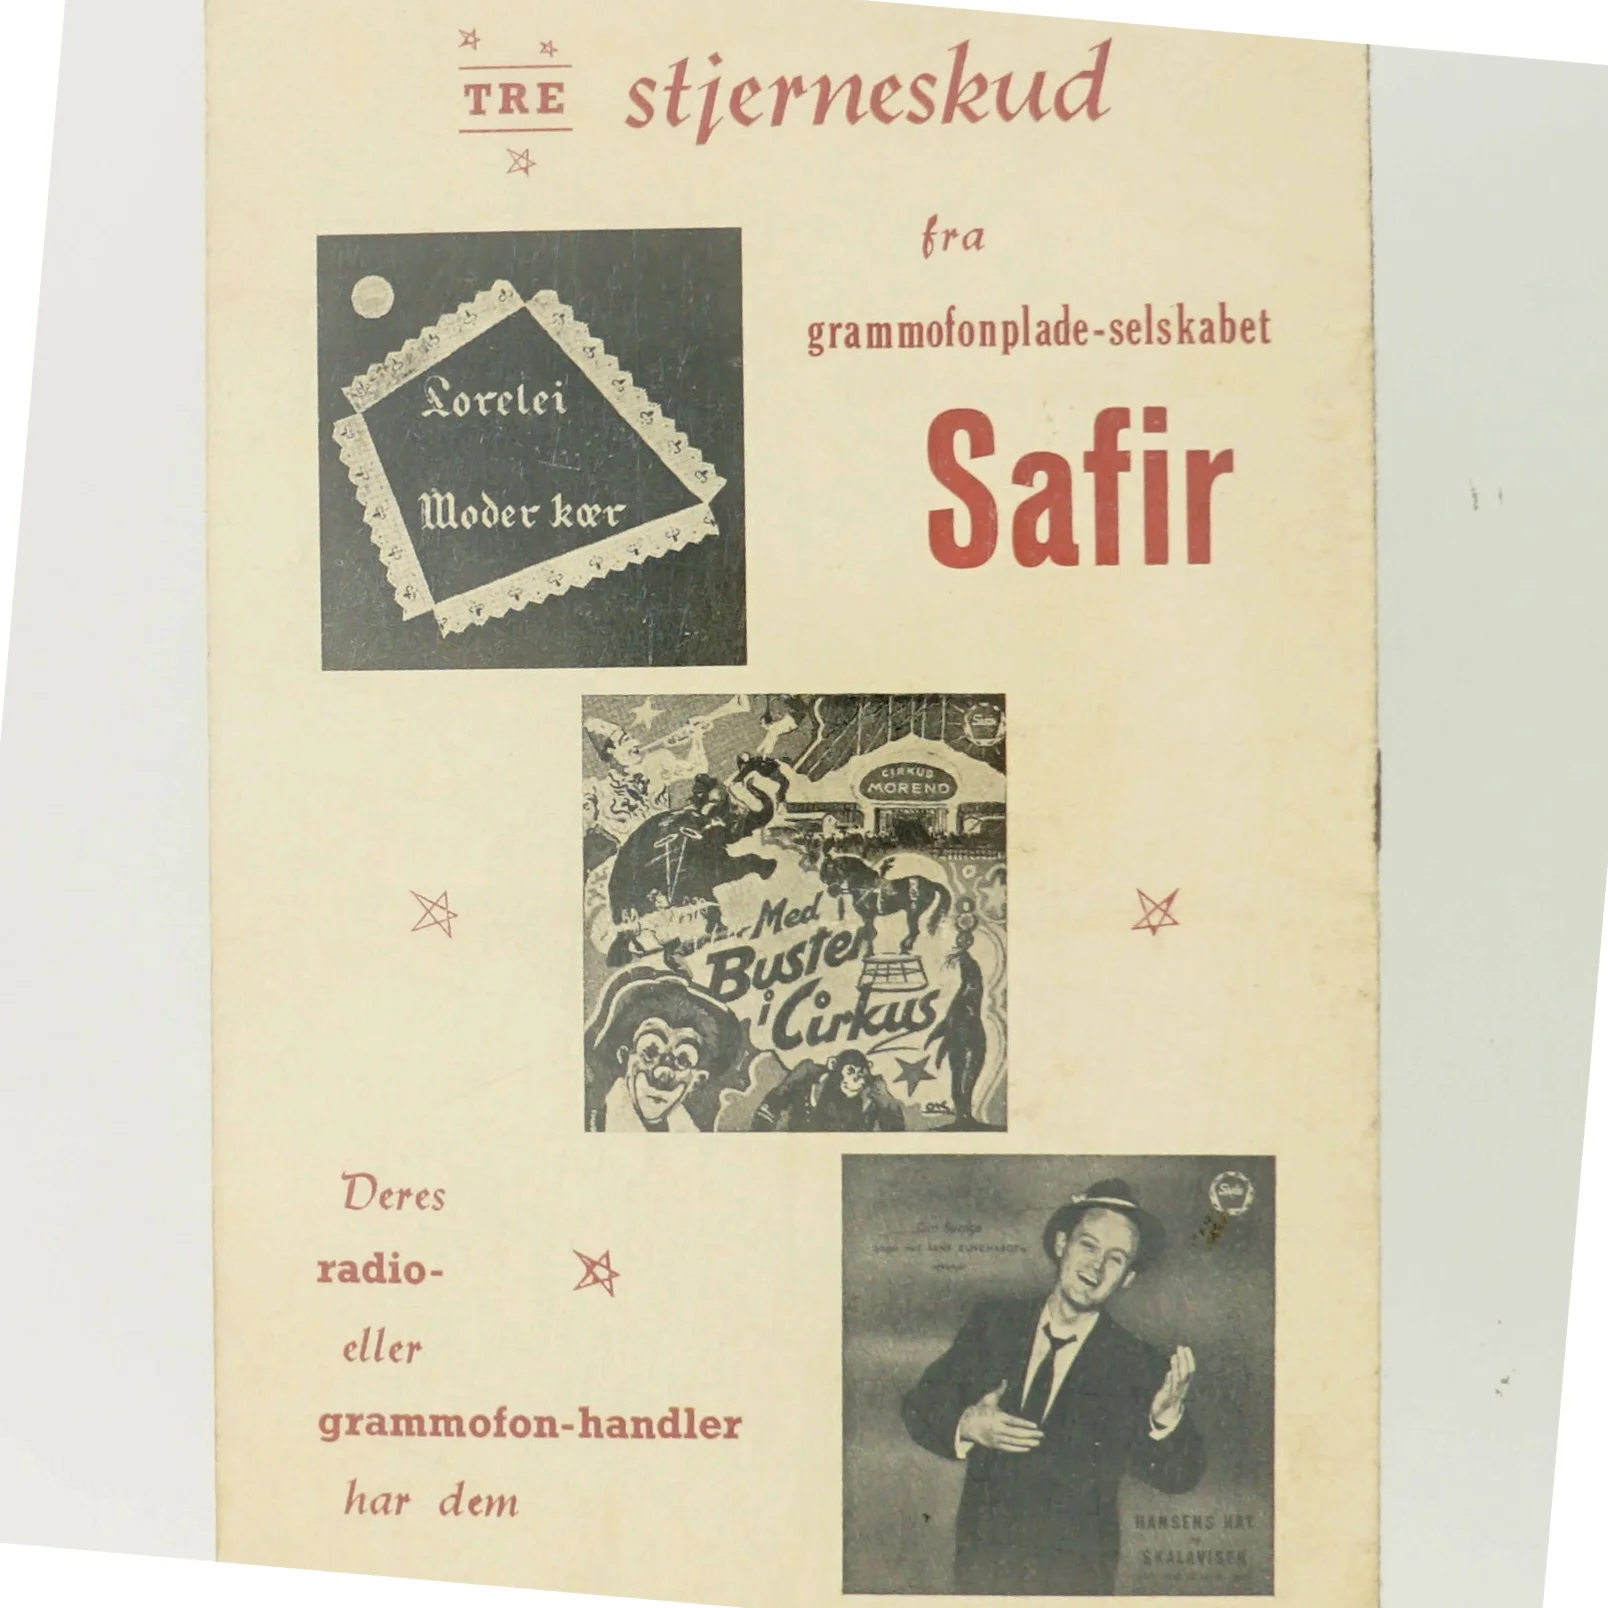 TRE stjerneskud
fra
grammofonplade-selskabet
Safir
Lorelei
Moder kær
CIRKUS
MORENO
Med
Buster
i Cirkus
Deres
radio-
eller
grammofon-handler
har dem
HANSENS HAT
SKALAVISEN